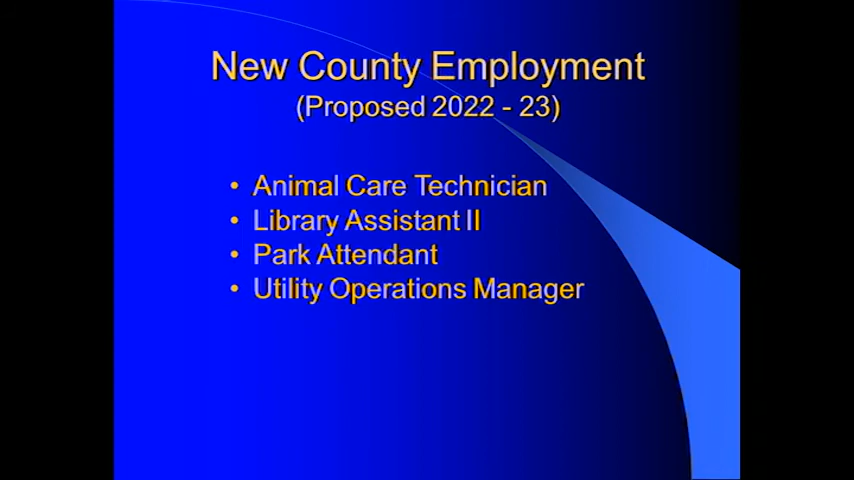 New County Employment
(Proposed 2022 - 23)
• Animal Care Technician
• Library Assistant II
• Park Attendant
• Utility Operations Manager